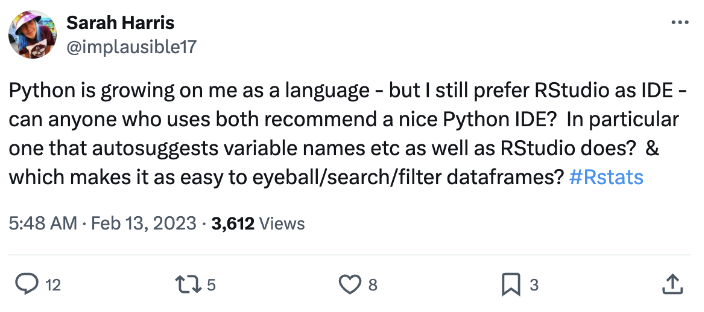 Sarah Harris
@implausible17
Python is growing on me as a language - but I still prefer RStudio as IDE -
can anyone who uses both recommend a nice Python IDE?  In particular
one that autosuggests variable names etc as well as RStudio does?  &
which makes it as easy to eyeball/search/filter dataframes? #Rstats
5:48 AM · Feb 13, 2023 · 3,612 Views
12 5 8 3